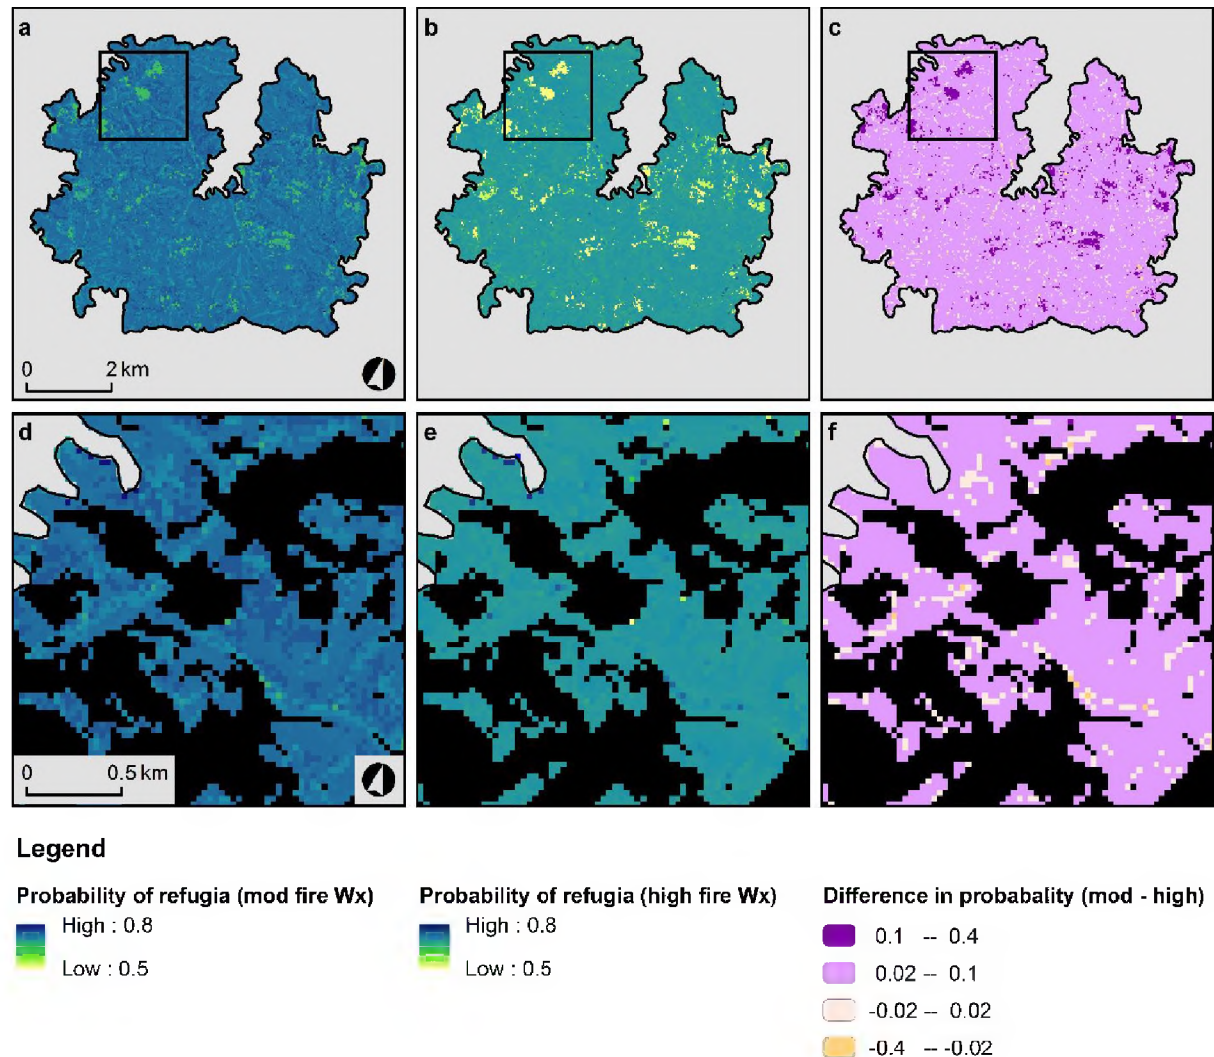 a b c
0 2 km
d e f
0 0.5 km
Legend
Probability of refugia (mod fire Wx)
High : 0.8
Low : 0.5
Probability of refugia (high fire Wx)
High : 0.8
Low : 0.5
Difference in probabality (mod - high)
0.1 -- 0.4
0.02 -- 0.1
-0.02 -- 0.02
-0.4 -- -0.02